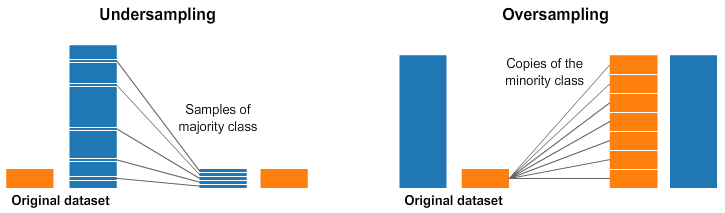 Undersampling
Samples of
majority class
Original dataset
Oversampling
Copies of the
minority class
Original dataset